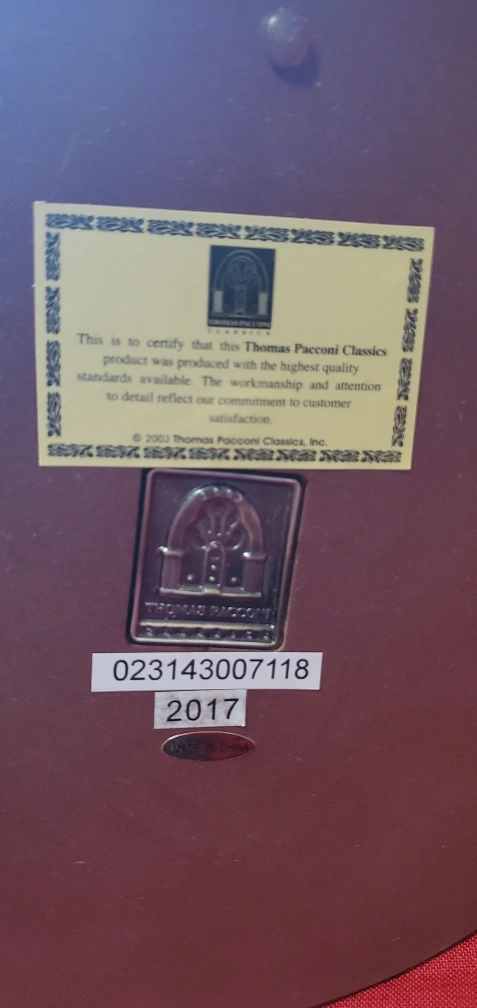 THOMAS PACCONI
CLASSICS
This is to certify that this Thomas Pacconi Classics
product was produced with the highest quality
standards available. The workmanship and attention
to detail reflect our commitment to customer
satisfaction.
© 2003 Thomas Pacconi Classics, Inc.
THOMAS PACCONI
CLASSICS
023143007118
2017
MADE IN CHINA